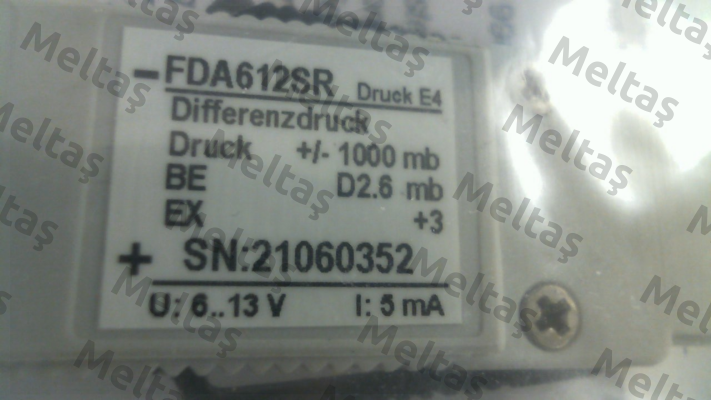 FDA612SR Druck E4
Differenzdruck
Druck +/- 1000 mb
BE D2.6 mb
EX +3
SN:21060352
U: 6..13 V I: 5 mA
Meltaş